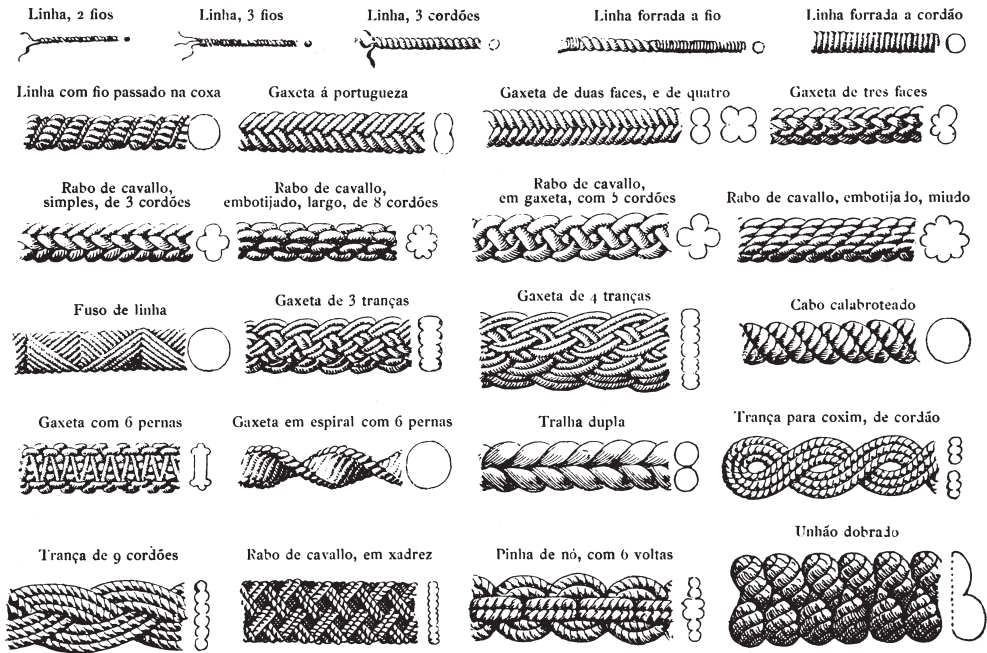 Linha, 2 fios
Linha, 3 fios
Linha, 3 cordões
Linha forrada a fio
Linha forrada a cordão
Linha com fio passado na coxa
Gaxeta á portugueza
Gaxeta de duas faces, e de quatro
Gaxeta de tres faces
Rabo de cavallo,
simples, de 3 cordões
Rabo de cavallo,
embotijado, largo, de 8 cordões
Rabo de cavallo,
em gaxeta, com 5 cordões
Rabo de cavallo, embotijado, miudo
Fuso de linha
Gaxeta de 3 tranças
Gaxeta de 4 tranças
Cabo calabroteado
Gaxeta com 6 pernas
Gaxeta em espiral com 6 pernas
Tralha dupla
Trança para coxim, de cordão
Trança de 9 cordões
Rabo de cavallo, em xadrez
Pinha de nó, com 6 voltas
Unhão dobrado